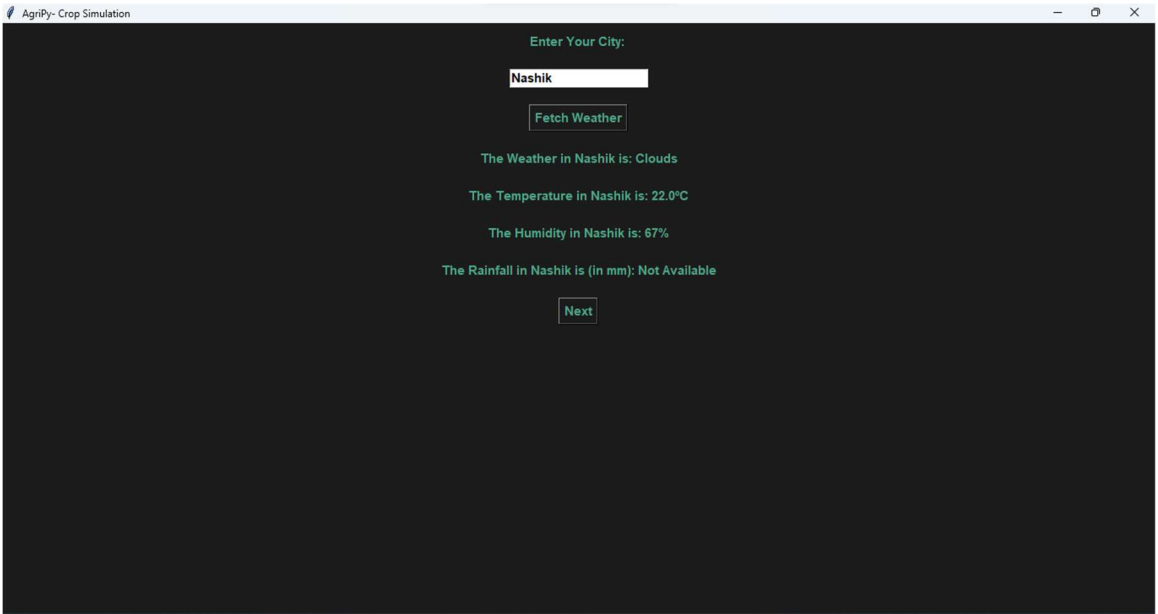 AgriPy- Crop Simulation
Enter Your City:
Nashik
Fetch Weather
The Weather in Nashik is: Clouds
The Temperature in Nashik is: 22.0ºC
The Humidity in Nashik is: 67%
The Rainfall in Nashik is (in mm): Not Available
Next